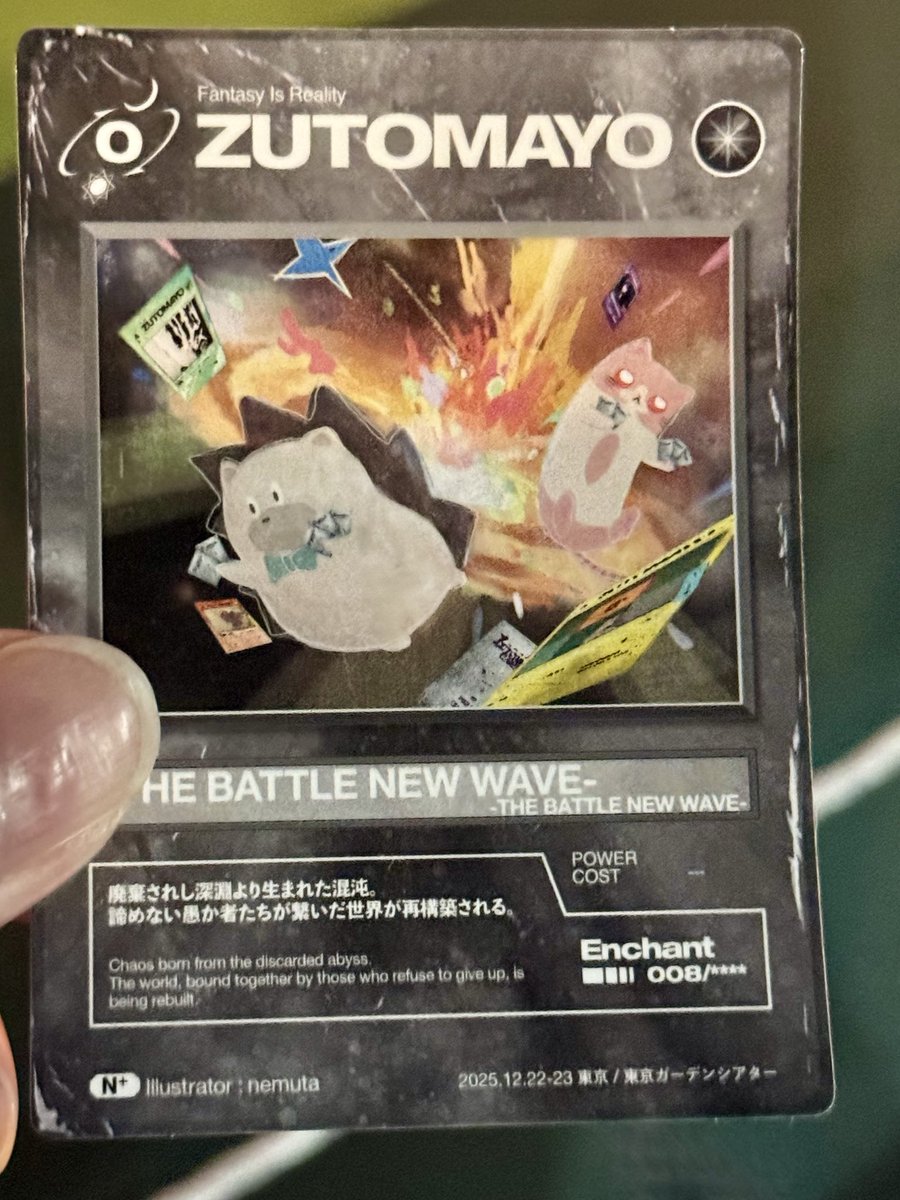 Fantasy Is Reality
ZUTOMAYO
ZUTOMAYO
HE BATTLE NEW WAVE-
-THE BATTLE NEW WAVE-
廃棄されし深淵より生まれた混沌。
諦めない愚か者たちが繋いだ世界が再構築される。
Chaos born from the discarded abyss.
The world, bound together by those who refuse to give up, is
being rebuilt.
POWER
COST --
Enchant
008/****
N+ Illustrator ; nemuta
2025.12.22-23 東京 / 東京ガーデンシアター